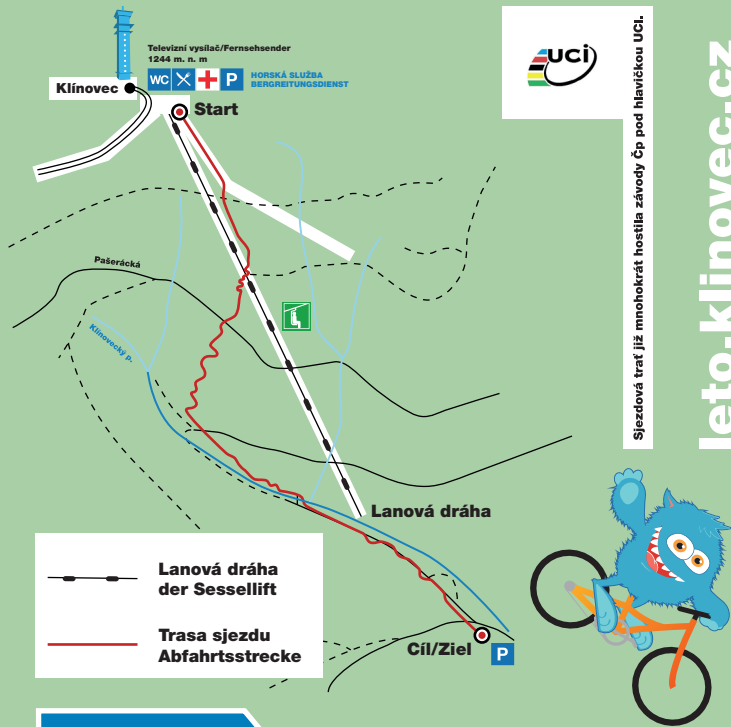 Televizní vysílač/Fernsehsender
1244 m. n. m
WC
P
HORSKÁ SLUŽBA
BERGREITUNGSDIENST
Klínovec
Start
UCi
Sjezdová trať již mnohokrát hostila závody Čp pod hlavičkou UCI.
leto.klinovec.cz
Pašerácká
Klínovecký p.
Lanová dráha
Lanová dráha
der Sessellift
Trasa sjezdu
Abfahrtsstrecke
Cíl/Ziel
P